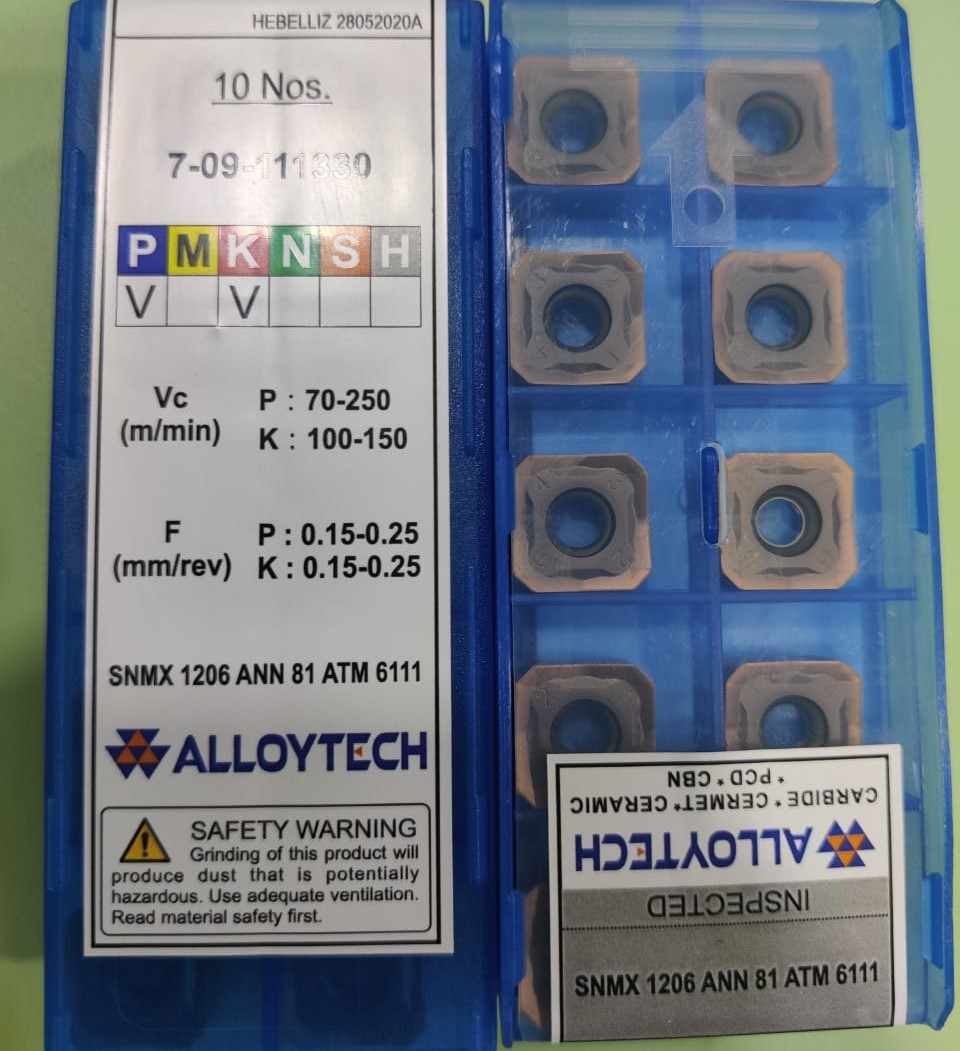 HEBELLIZ 28052020A
10 Nos.
7-09-111330
P M K N S H
V V
Vc
(m/min)
P : 70-250
K : 100-150
F
(mm/rev)
P : 0.15-0.25
K : 0.15-0.25
SNMX 1206 ANN 81 ATM 6111
ALLOYTECH
SAFETY WARNING
Grinding of this product will
produce dust that is potentially
hazardous. Use adequate ventilation.
Read material safety first.
SNMX 1206 ANN 81 ATM 6111
INSPECTED
ALLOYTECH
CARBIDE* CERMET* CERAMIC
* PCD * CBN